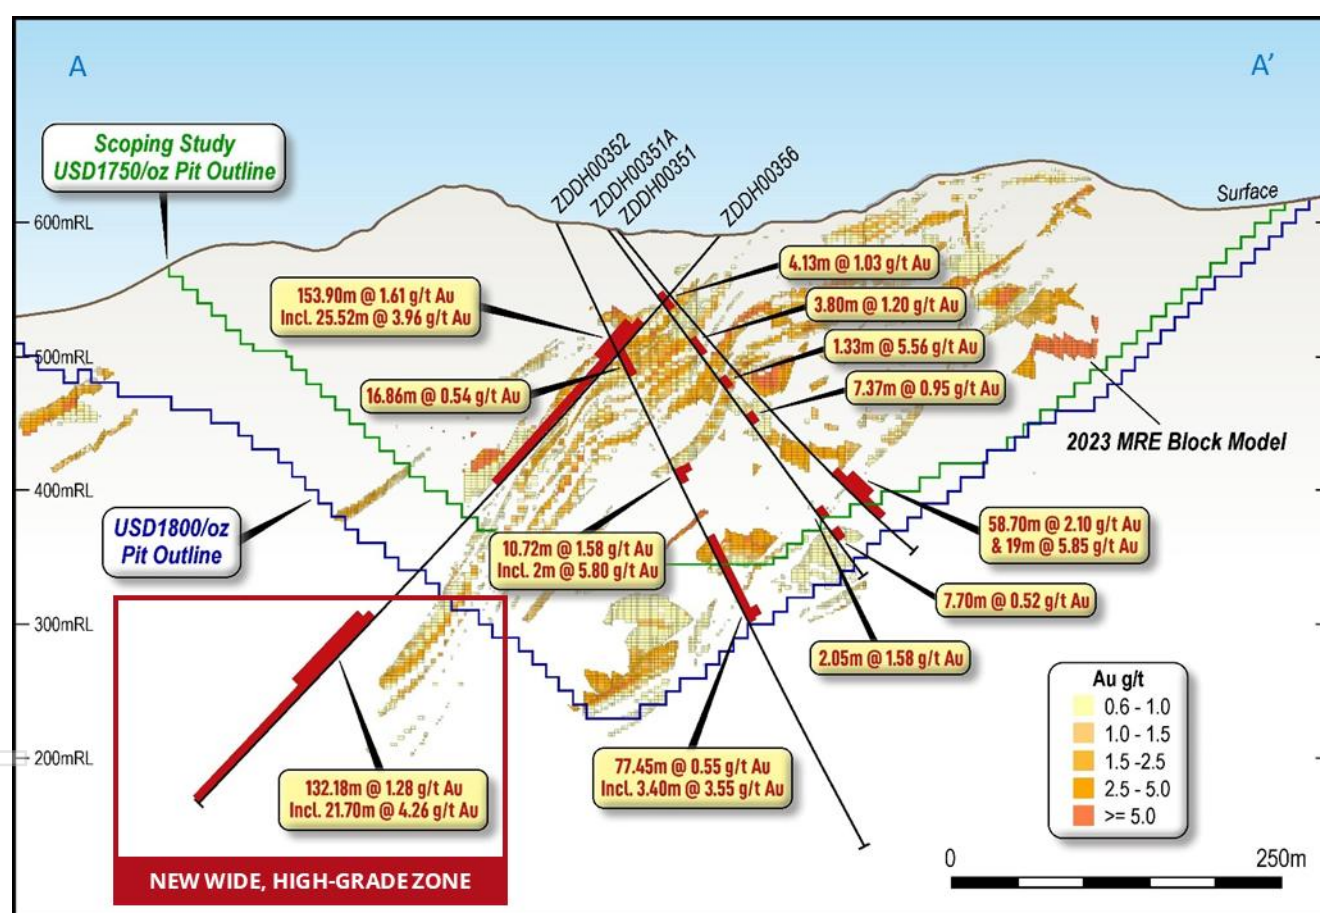 A
A'
Scoping Study
USD1750/oz Pit Outline
ZDDH00352
ZDDH00351A
ZDDH00351
ZDDH00356
Surface
600mRL
500mRL
400mRL
300mRL
200mRL
153.90m @ 1.61 g/t Au
Incl. 25.52m @ 3.96 g/t Au
16.86m @ 0.54 g/t Au
4.13m @ 1.03 g/t Au
3.80m @ 1.20 g/t Au
1.33m @ 5.56 g/t Au
7.37m @ 0.95 g/t Au
2023 MRE Block Model
USD1800/oz
Pit Outline
10.72m @ 1.58 g/t Au
Incl. 2m @ 5.80 g/t Au
58.70m @ 2.10 g/t Au
& 19m @ 5.85 g/t Au
7.70m @ 0.52 g/t Au
2.05m @ 1.58 g/t Au
77.45m @ 0.55 g/t Au
Incl. 3.40m @ 3.55 g/t Au
132.18m @ 1.28 g/t Au
Incl. 21.70m @ 4.26 g/t Au
NEW WIDE, HIGH-GRADE ZONE
Au g/t
0.6 - 1.0
1.0 - 1.5
1.5 -2.5
2.5 - 5.0
>= 5.0
0
250m